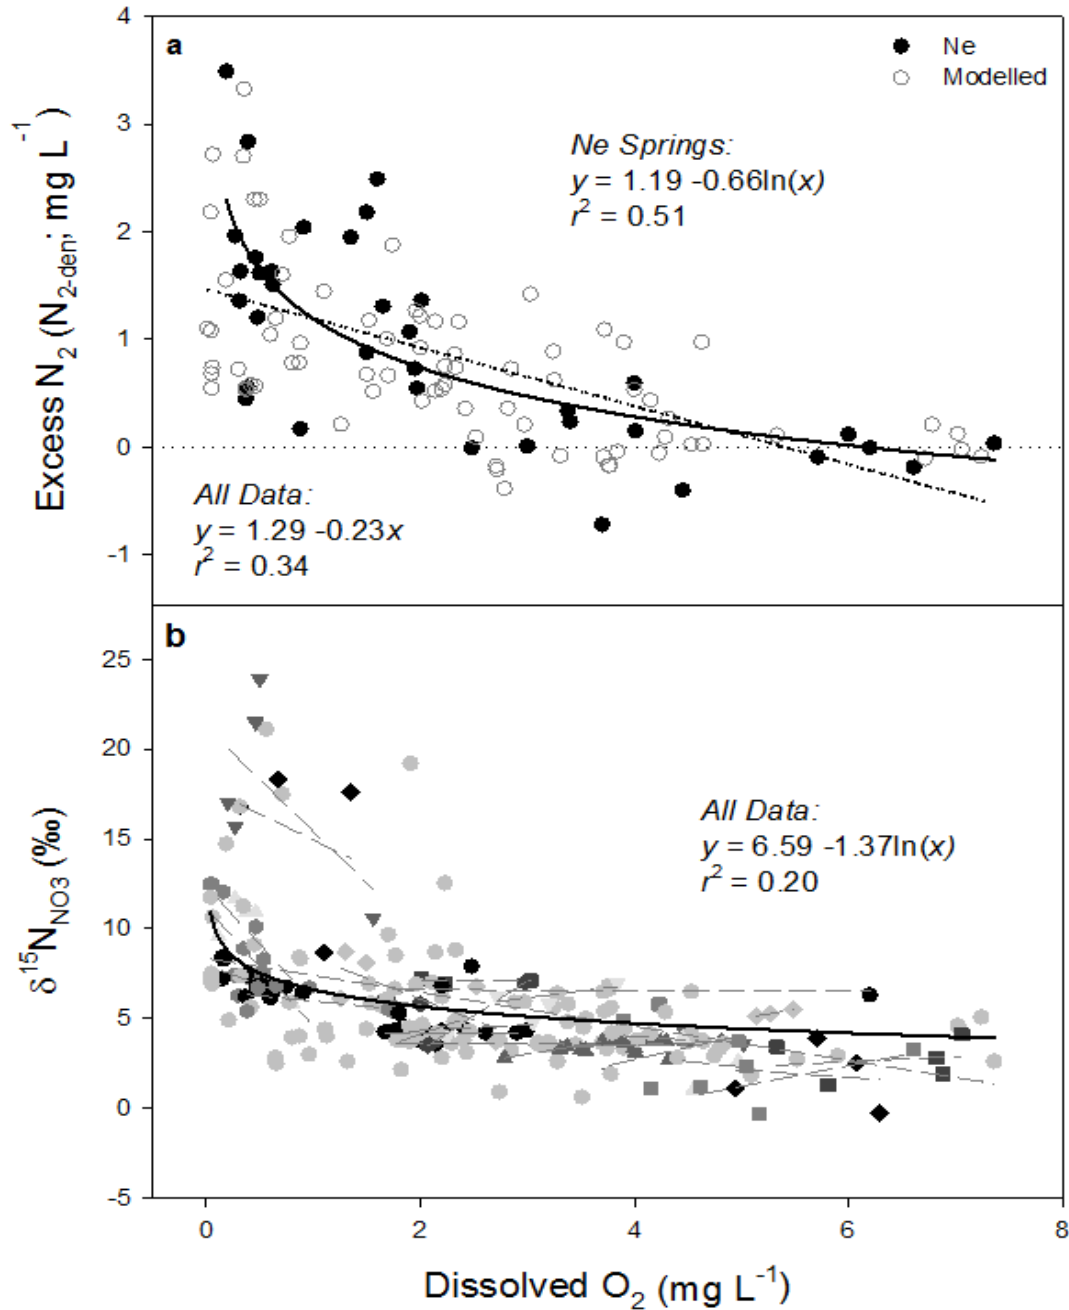 4
a
Ne
Modelled
3
Ne Springs:
y = 1.19 -0.66ln(x)
r² = 0.51
2
1
0
All Data:
y = 1.29 -0.23x
r² = 0.34
-1
Excess N₂ (N₂₋den; mg L⁻¹)
b
25
20
15
All Data:
y = 6.59 -1.37ln(x)
r² = 0.20
10
5
0
-5
δ¹⁵N_NO3 (‰)
0 2 4 6 8
Dissolved O₂ (mg L⁻¹)